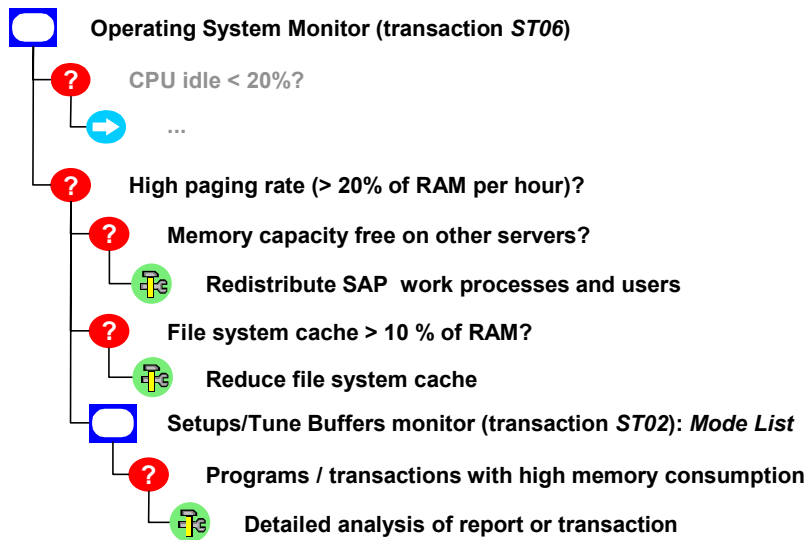 Operating System Monitor (transaction ST06)
? CPU idle < 20%?
...
? High paging rate (> 20% of RAM per hour)?
? Memory capacity free on other servers?
Redistribute SAP work processes and users
? File system cache > 10 % of RAM?
Reduce file system cache
Setups/Tune Buffers monitor (transaction ST02): Mode List
? Programs / transactions with high memory consumption
Detailed analysis of report or transaction